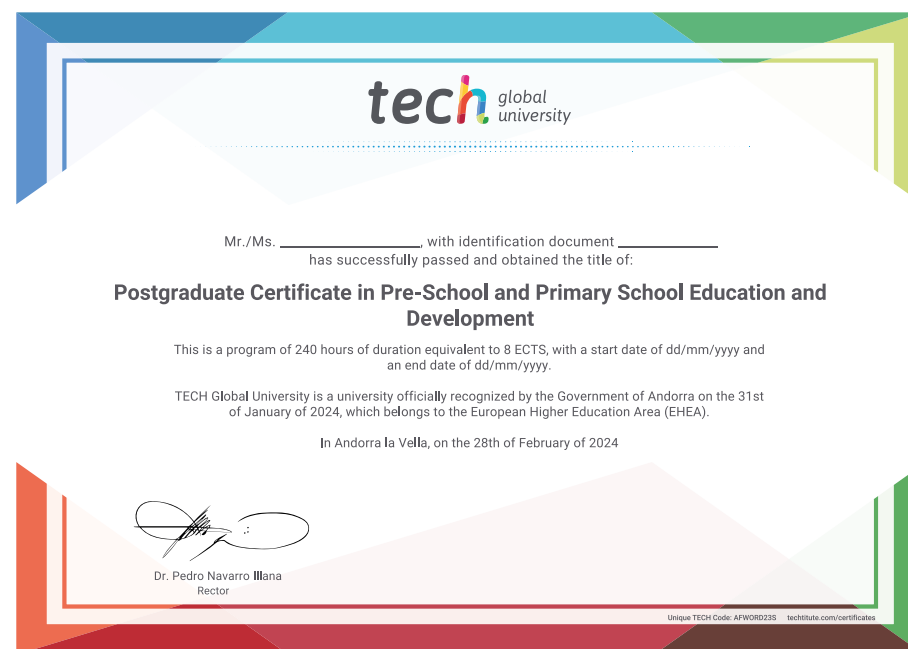 tech global university
Mr./Ms. ____________, with identification document ____________
has successfully passed and obtained the title of:
Postgraduate Certificate in Pre-School and Primary School Education and
Development
This is a program of 240 hours of duration equivalent to 8 ECTS, with a start date of dd/mm/yyyy and
an end date of dd/mm/yyyy.
TECH Global University is a university officially recognized by the Government of Andorra on the 31st
of January of 2024, which belongs to the European Higher Education Area (EHEA).
In Andorra la Vella, on the 28th of February of 2024
Dr. Pedro Navarro Illana
Rector
Unique TECH Code: AFWORD23S techtitute.com/certificates